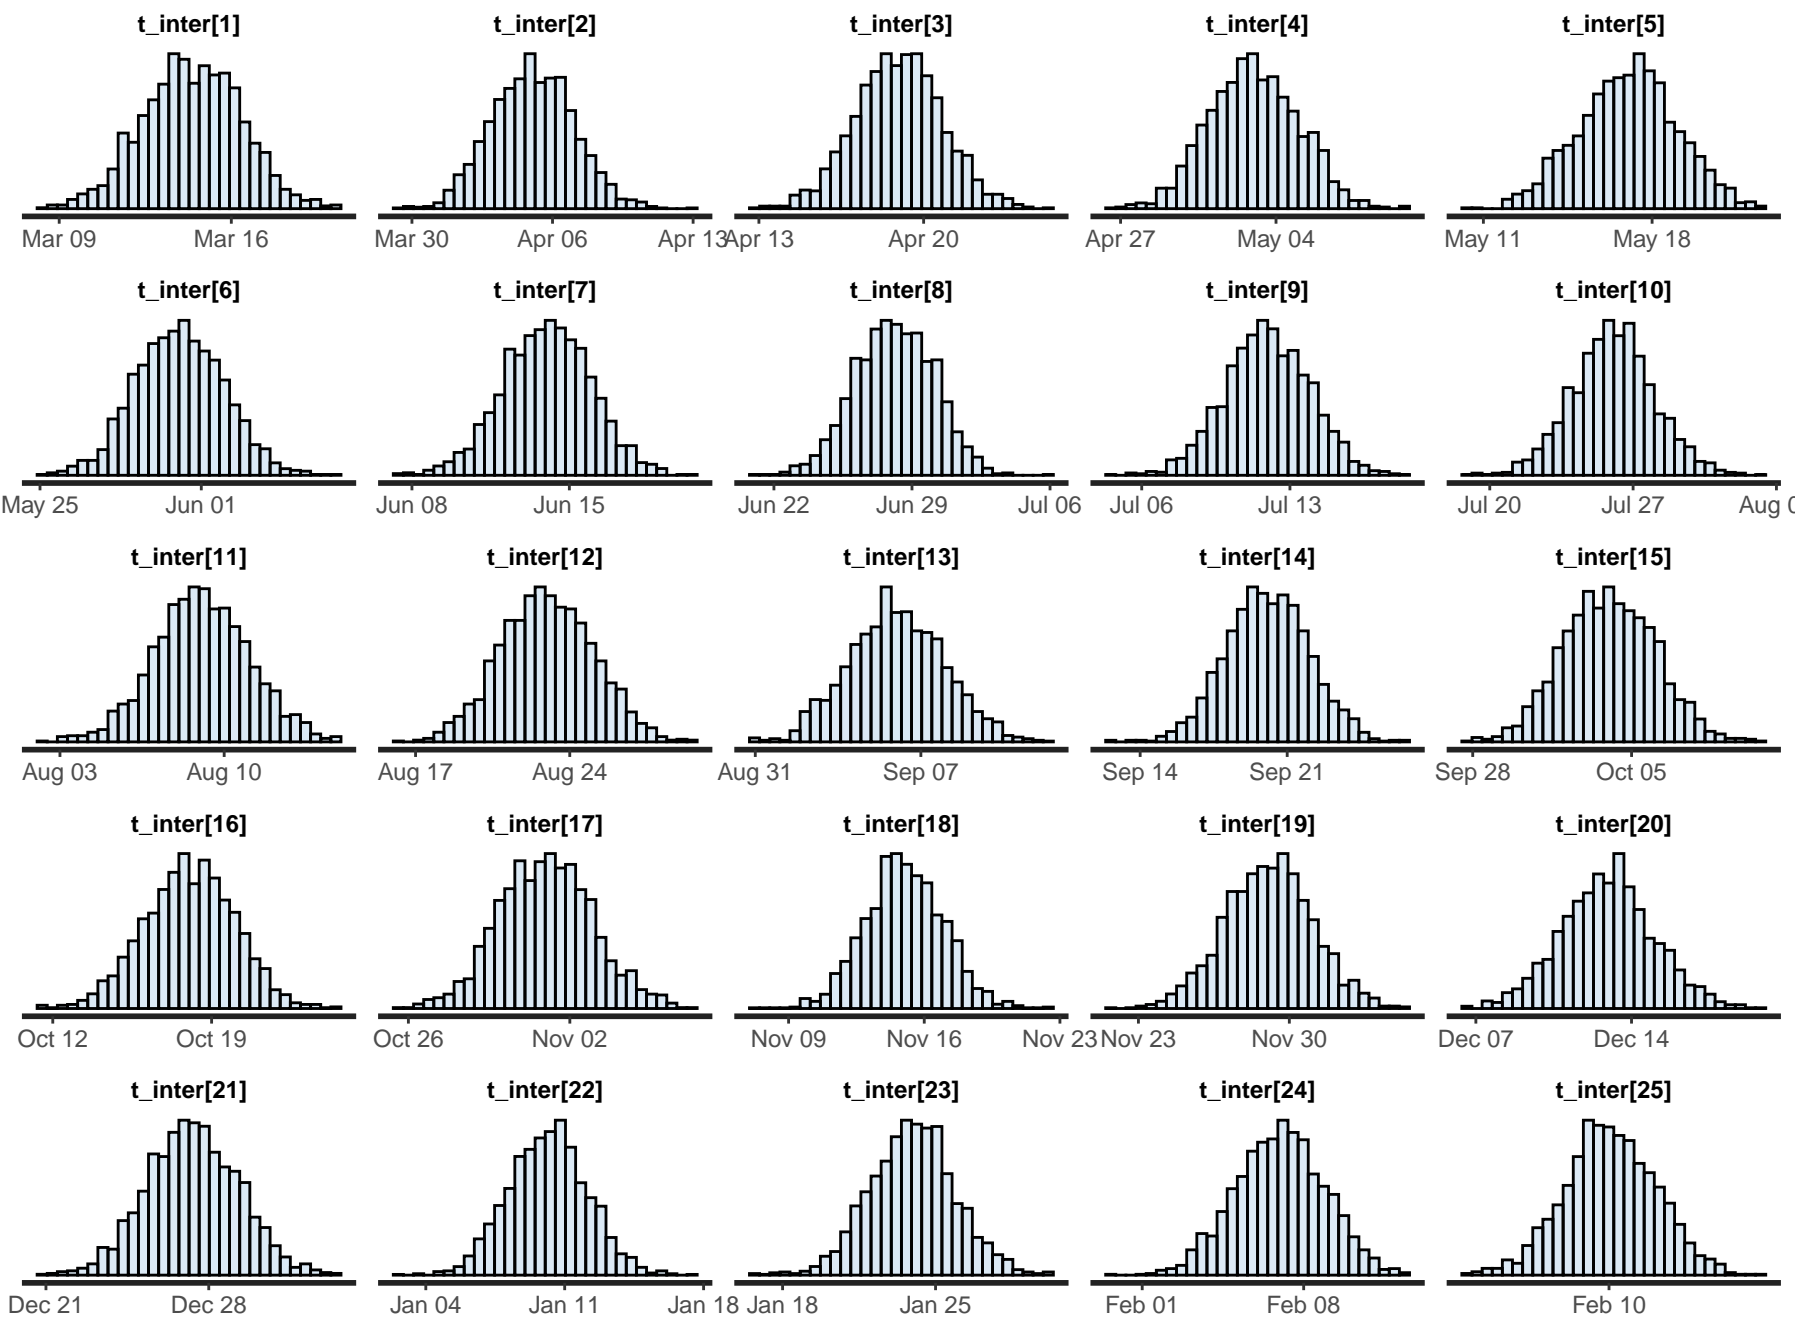 t_inter[1] t_inter[2] t_inter[3] t_inter[4] t_inter[5]
Mar 09 Mar 16 Mar 30 Apr 06 Apr 13 Apr 13 Apr 20 Apr 27 May 04 May 11 May 18
t_inter[6] t_inter[7] t_inter[8] t_inter[9] t_inter[10]
May 25 Jun 01 Jun 08 Jun 15 Jun 22 Jun 29 Jul 06 Jul 06 Jul 13 Jul 20 Jul 27 Aug 0
t_inter[11] t_inter[12] t_inter[13] t_inter[14] t_inter[15]
Aug 03 Aug 10 Aug 17 Aug 24 Aug 31 Sep 07 Sep 14 Sep 21 Sep 28 Oct 05
t_inter[16] t_inter[17] t_inter[18] t_inter[19] t_inter[20]
Oct 12 Oct 19 Oct 26 Nov 02 Nov 09 Nov 16 Nov 23 Nov 23 Nov 30 Dec 07 Dec 14
t_inter[21] t_inter[22] t_inter[23] t_inter[24] t_inter[25]
Dec 21 Dec 28 Jan 04 Jan 11 Jan 18 Jan 18 Jan 25 Feb 01 Feb 08 Feb 10